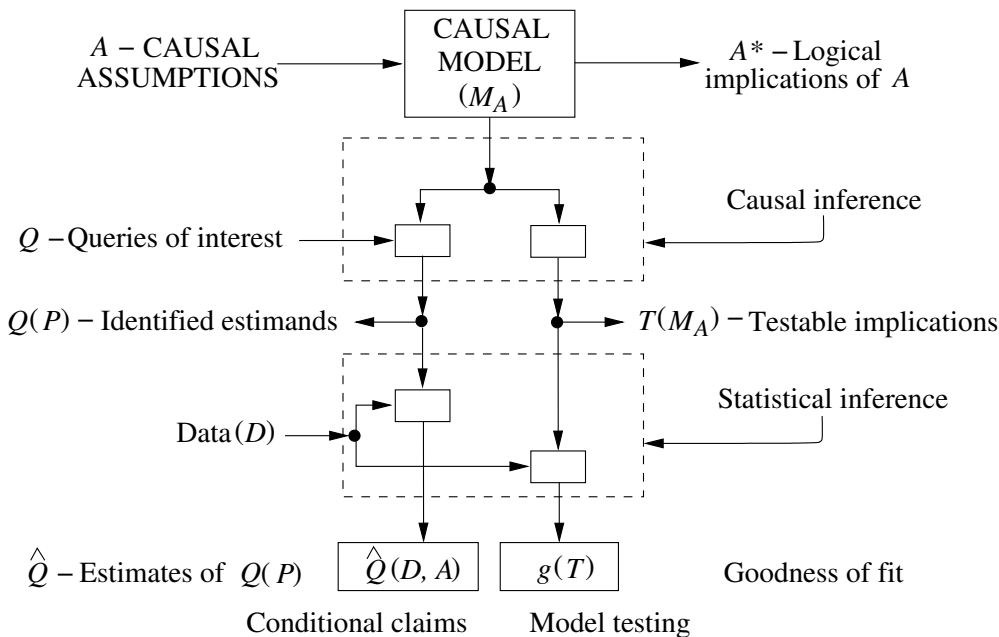 A – CAUSAL
ASSUMPTIONS
CAUSAL
MODEL
(M_A)
A* – Logical
implications of A
Causal inference
Q – Queries of interest
Q(P) – Identified estimands
T(M_A) – Testable implications
Statistical inference
Data (D)
Q̂ – Estimates of Q(P)
Q̂(D, A)
g(T)
Goodness of fit
Conditional claims
Model testing